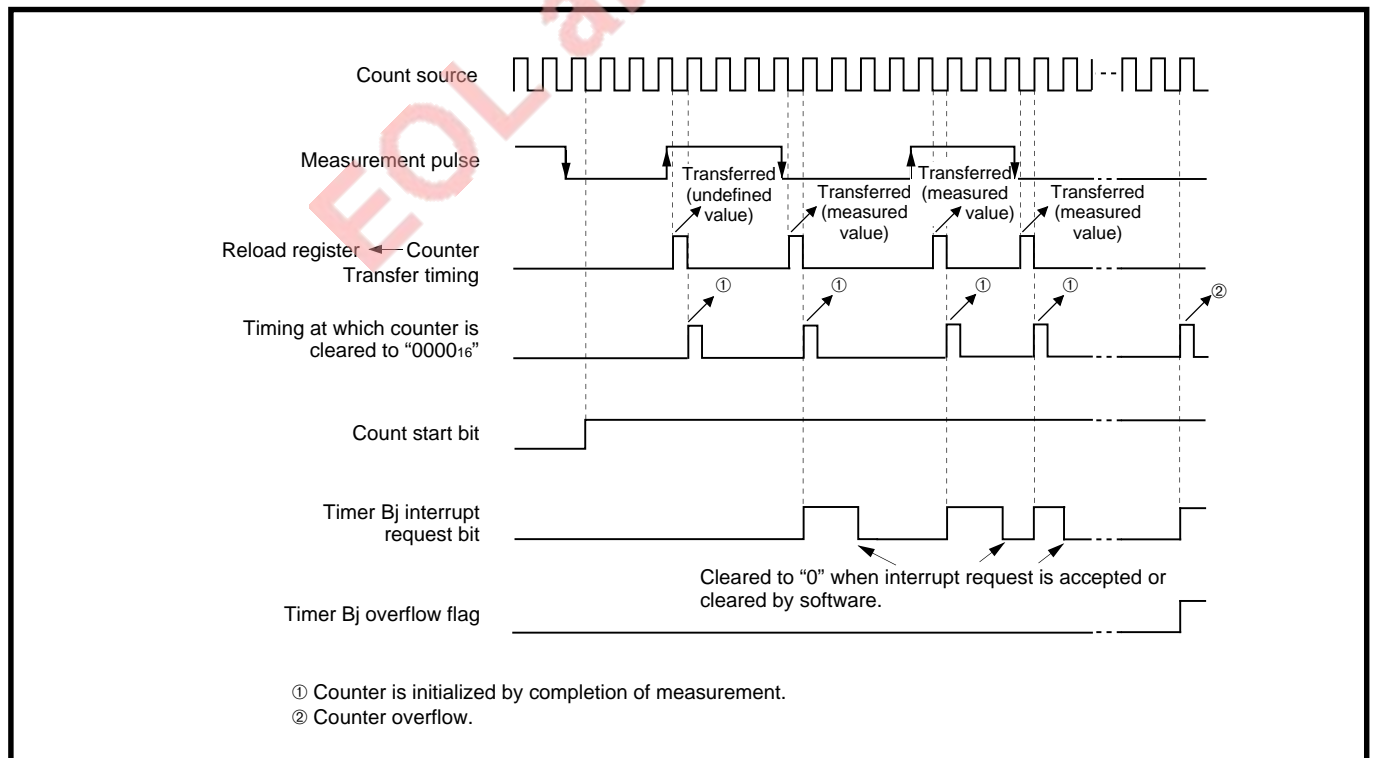 EOL a
Count source
Measurement pulse
Transferred
(undefined
value)
Transferred
(measured
value)
Transferred
(measured
value)
Transferred
(measured
value)
Reload register ← Counter
Transfer timing
① ① ① ① ②
Timing at which counter is
cleared to “0000₁₆”
Count start bit
Timer Bj interrupt
request bit
Cleared to “0” when interrupt request is accepted or
cleared by software.
Timer Bj overflow flag
① Counter is initialized by completion of measurement.
② Counter overflow.